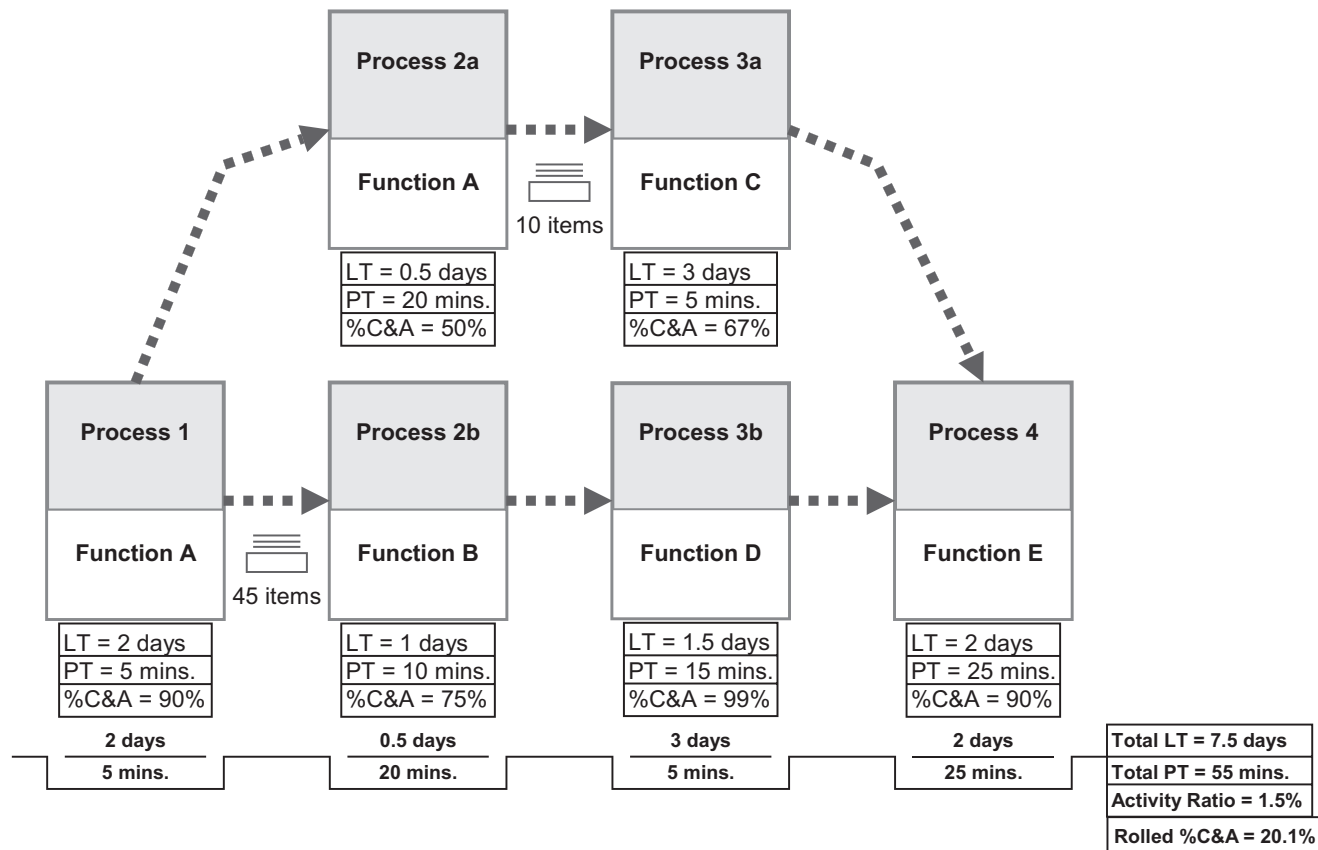 Process 2a
Function A
LT = 0.5 days
PT = 20 mins.
%C&A = 50%
10 items
Process 3a
Function C
LT = 3 days
PT = 5 mins.
%C&A = 67%
Process 1
Function A
LT = 2 days
PT = 5 mins.
%C&A = 90%
45 items
Process 2b
Function B
LT = 1 days
PT = 10 mins.
%C&A = 75%
Process 3b
Function D
LT = 1.5 days
PT = 15 mins.
%C&A = 99%
Process 4
Function E
LT = 2 days
PT = 25 mins.
%C&A = 90%
2 days
5 mins.
0.5 days
20 mins.
3 days
5 mins.
2 days
25 mins.
Total LT = 7.5 days
Total PT = 55 mins.
Activity Ratio = 1.5%
Rolled %C&A = 20.1%